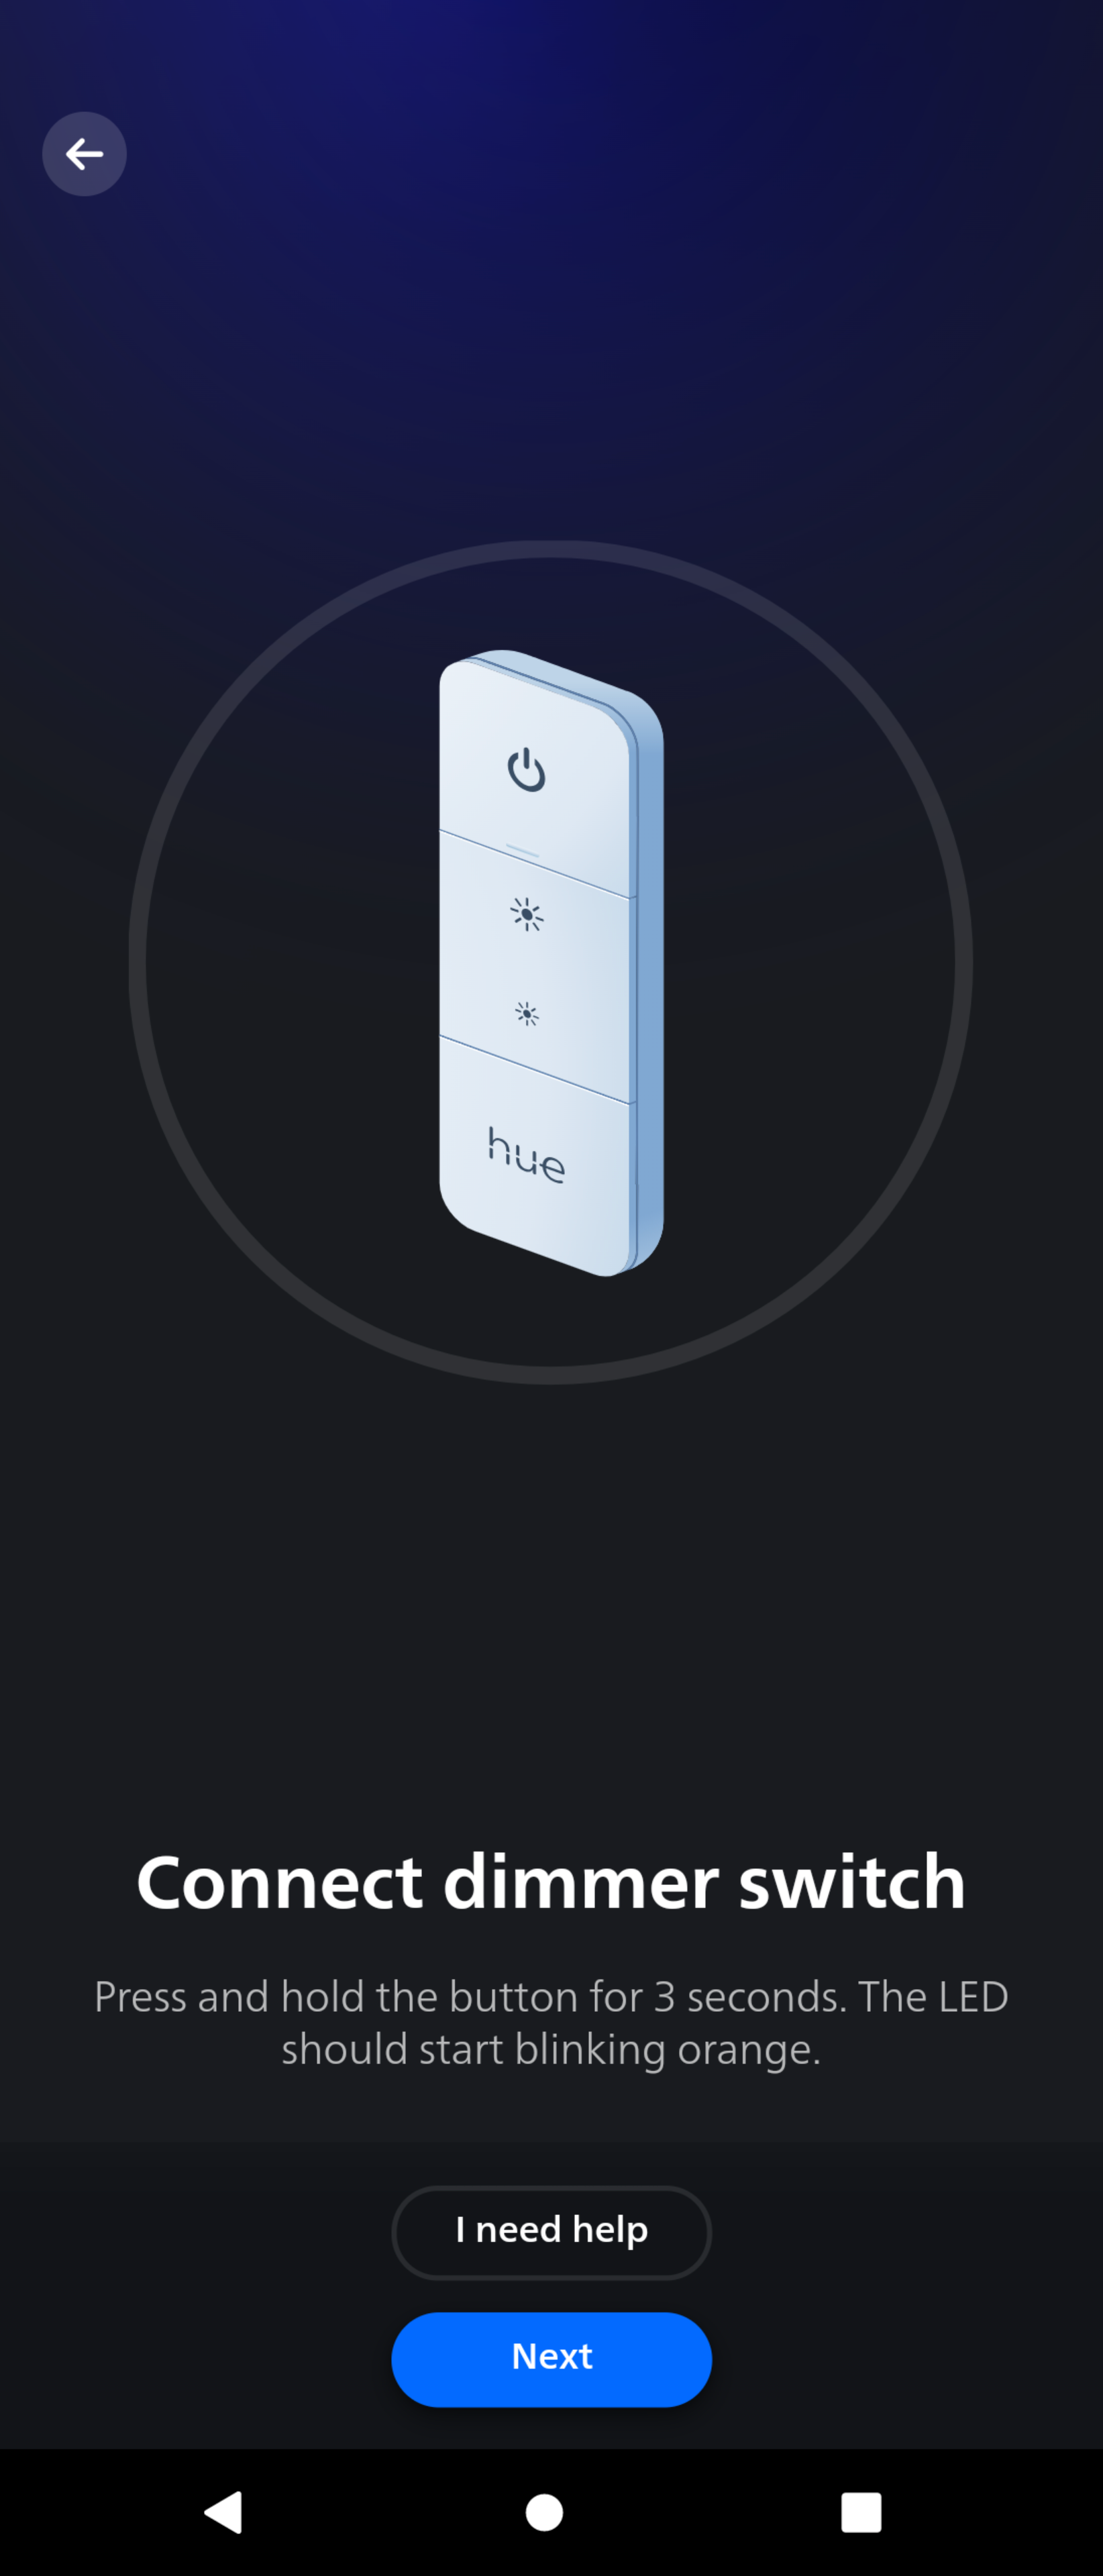 hue
Connect dimmer switch
Press and hold the button for 3 seconds. The LED
should start blinking orange.
I need help
Next